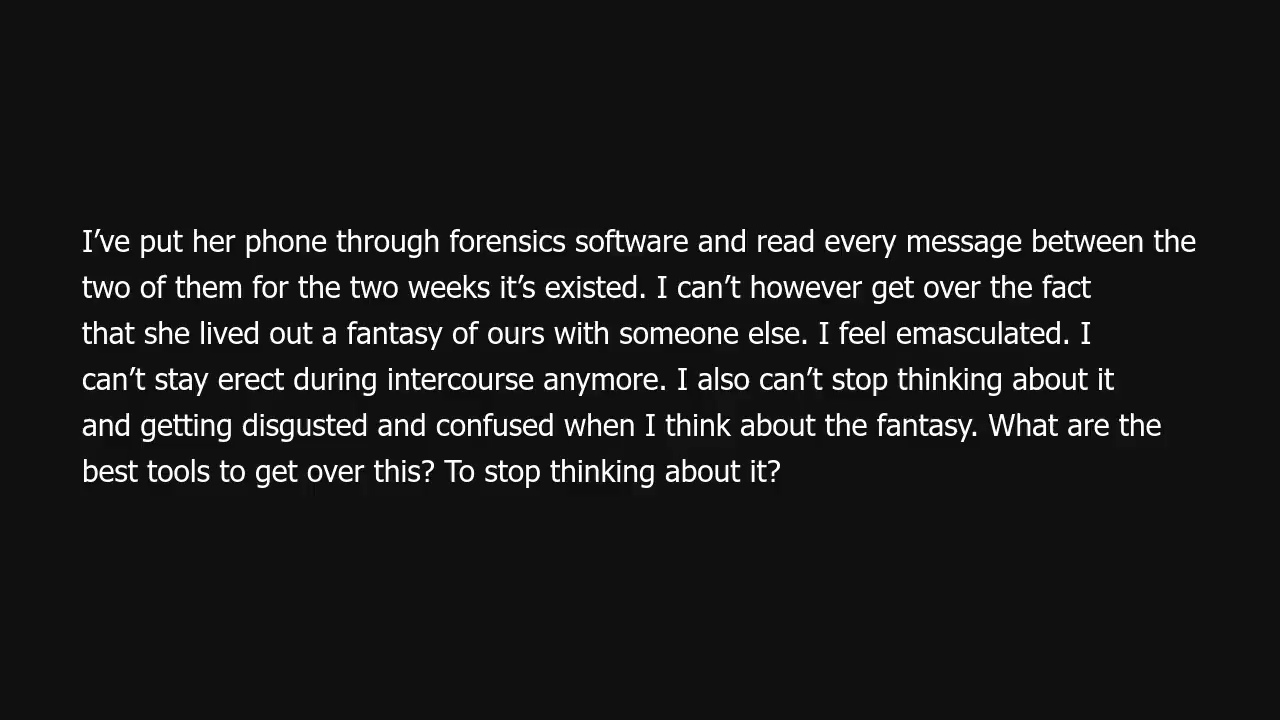 I’ve put her phone through forensics software and read every message between the
two of them for the two weeks it’s existed. I can’t however get over the fact
that she lived out a fantasy of ours with someone else. I feel emasculated. I
can’t stay erect during intercourse anymore. I also can’t stop thinking about it
and getting disgusted and confused when I think about the fantasy. What are the
best tools to get over this? To stop thinking about it?